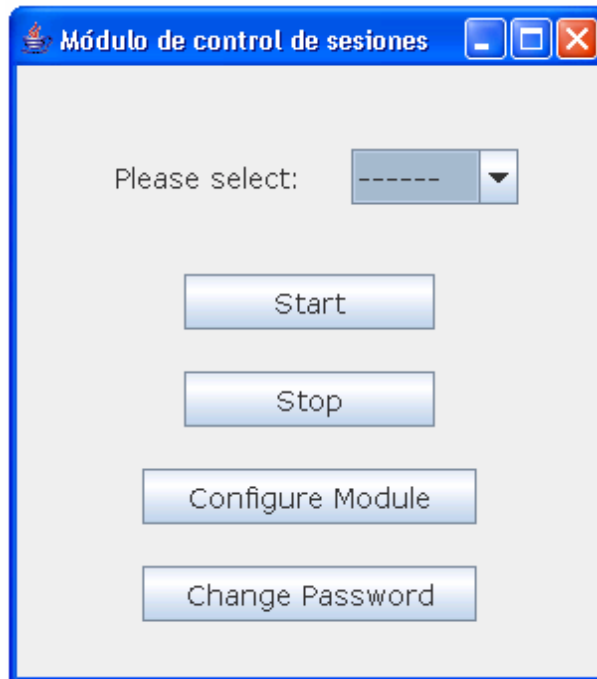 Módulo de control de sesiones
Please select: ------
Start
Stop
Configure Module
Change Password